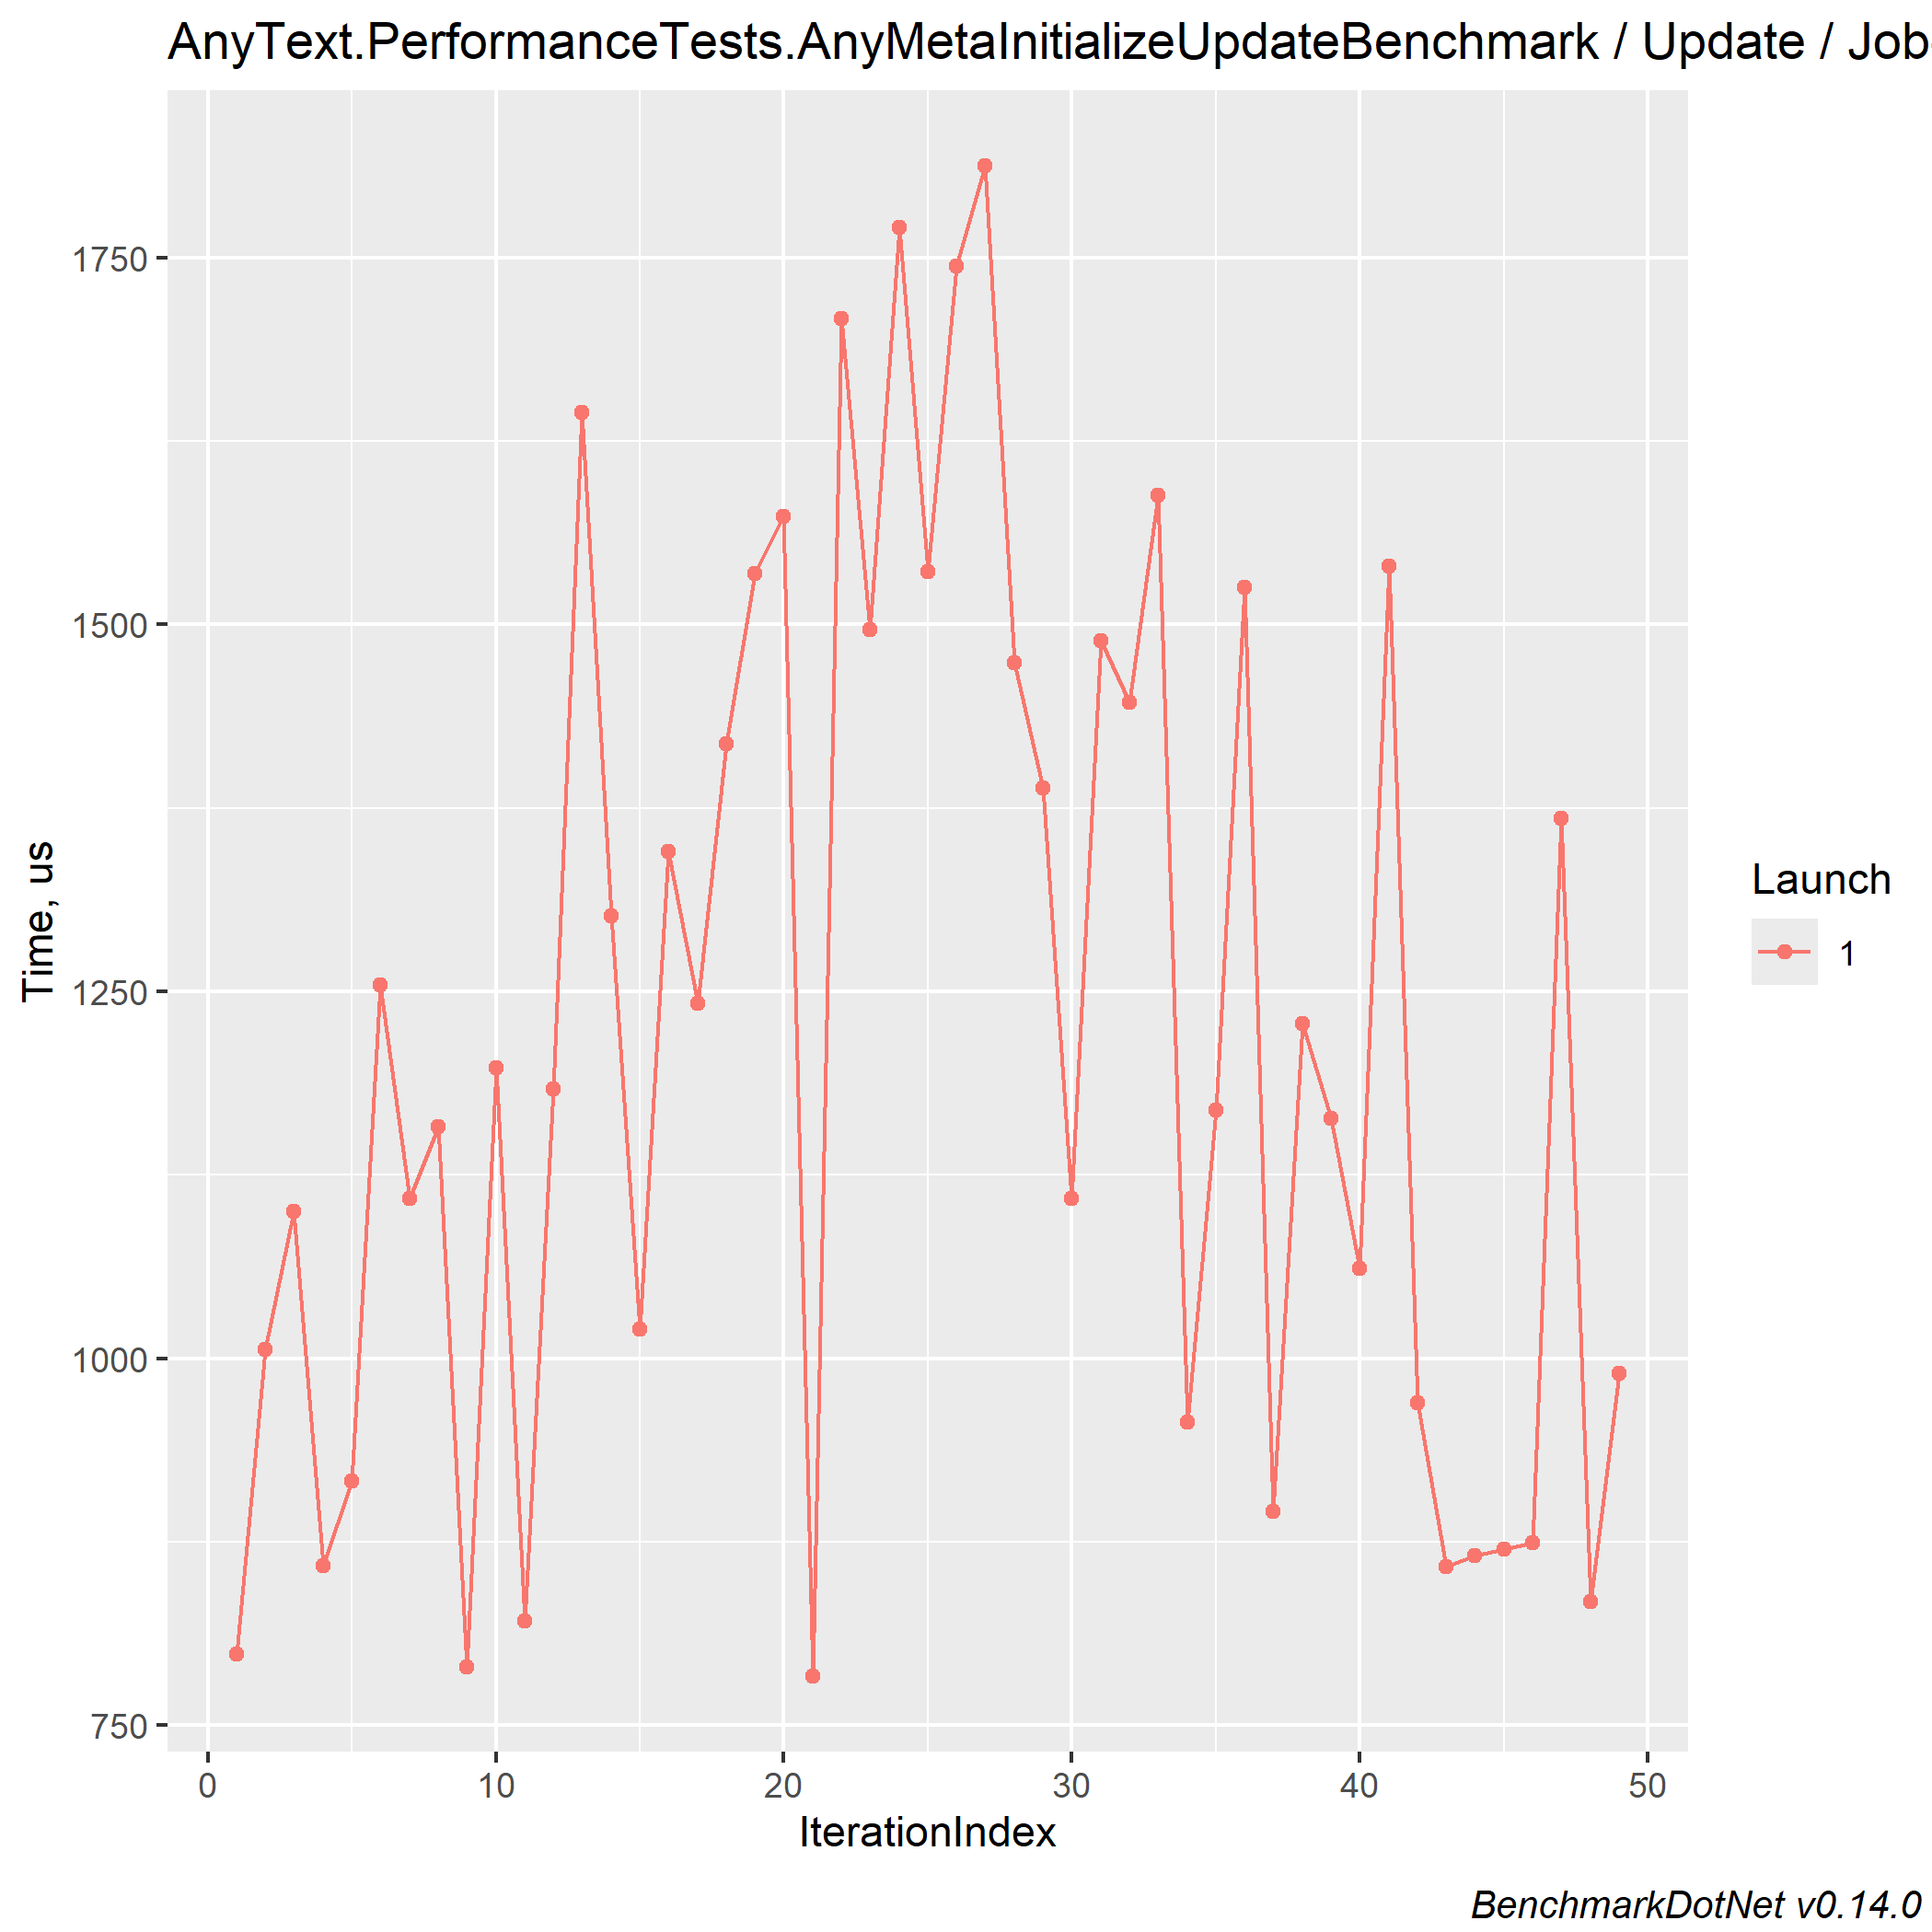 AnyText.PerformanceTests.AnyMetaInitializeUpdateBenchmark / Update / Job
Time, us
1750
1500
1250
1000
750
0 10 20 30 40 50
IterationIndex
Launch
1
BenchmarkDotNet v0.14.0